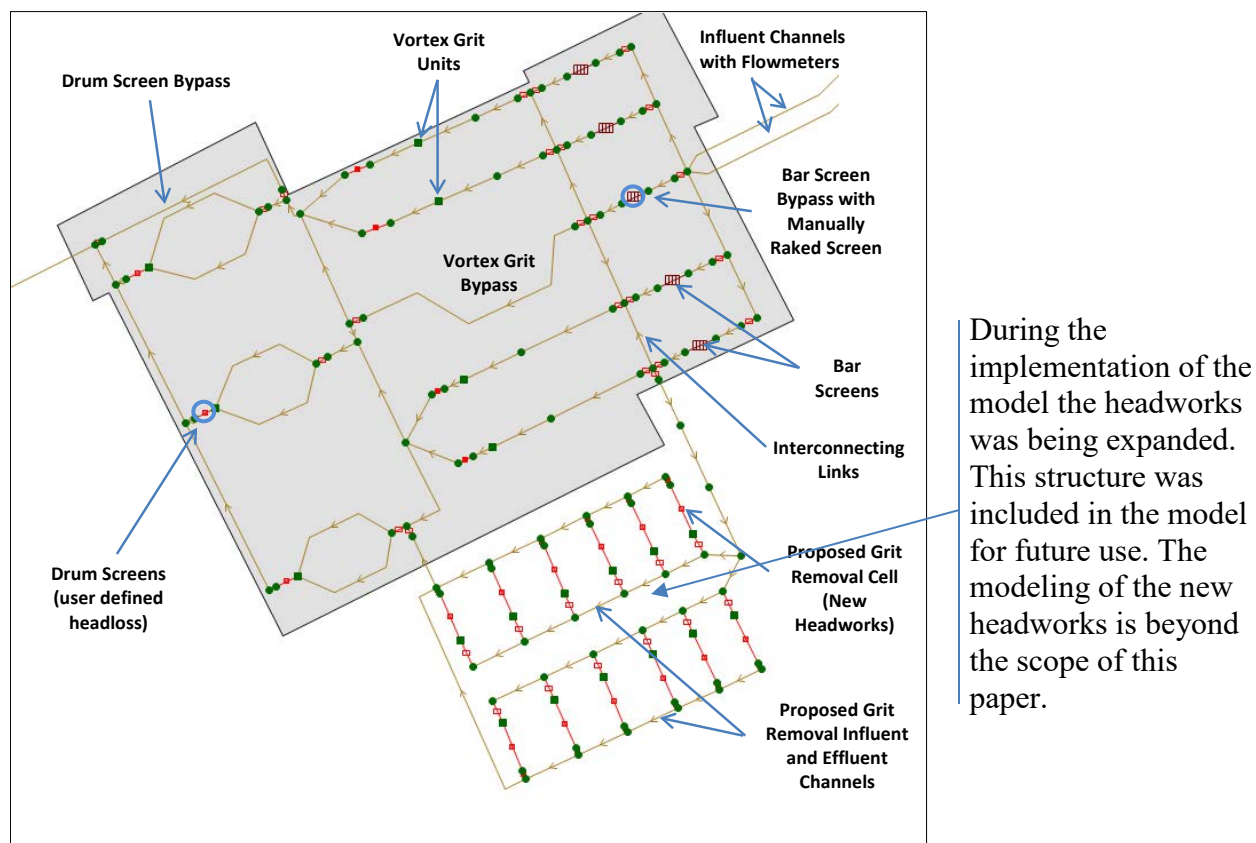 Vortex Grit
Units
Influent Channels
with Flowmeters
Drum Screen Bypass
Bar Screen
Bypass with
Manually
Raked Screen
Vortex Grit
Bypass
Bar
Screens
Interconnecting
Links
Drum Screens
(user defined
headloss)
Proposed Grit
Removal Cell
(New
Headworks)
Proposed Grit
Removal Influent
and Effluent
Channels
During the
implementation of the
model the headworks
was being expanded.
This structure was
included in the model
for future use. The
modeling of the new
headworks is beyond
the scope of this
paper.